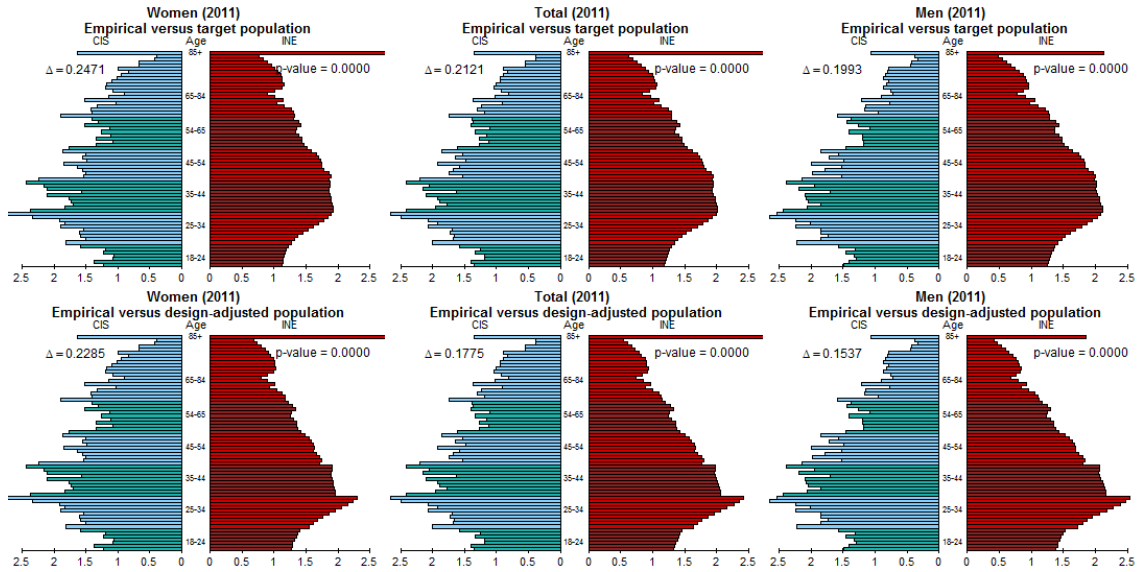 Women (2011)
Empirical versus target population
CIS Age INE
85+
Δ = 0.2471
p-value = 0.0000
65-84
54-65
45-54
35-44
25-34
18-24
2.5 2 1.5 1 0.5 0
0 0.5 1 1.5 2 2.5
Total (2011)
Empirical versus target population
CIS Age INE
85+
Δ = 0.2121
p-value = 0.0000
65-84
54-65
45-54
35-44
25-34
18-24
2.5 2 1.5 1 0.5 0
0 0.5 1 1.5 2 2.5
Men (2011)
Empirical versus target population
CIS Age INE
85+
Δ = 0.1993
p-value = 0.0000
65-84
54-65
45-54
35-44
25-34
18-24
2.5 2 1.5 1 0.5 0
0 0.5 1 1.5 2 2.5
Women (2011)
Empirical versus design-adjusted population
CIS Age INE
85+
Δ = 0.2285
p-value = 0.0000
65-84
54-65
45-54
35-44
25-34
18-24
2.5 2 1.5 1 0.5 0
0 0.5 1 1.5 2 2.5
Total (2011)
Empirical versus design-adjusted population
CIS Age INE
85+
Δ = 0.1775
p-value = 0.0000
65-84
54-65
45-54
35-44
25-34
18-24
2.5 2 1.5 1 0.5 0
0 0.5 1 1.5 2 2.5
Men (2011)
Empirical versus design-adjusted population
CIS Age INE
85+
Δ = 0.1537
p-value = 0.0000
65-84
54-65
45-54
35-44
25-34
18-24
2.5 2 1.5 1 0.5 0
0 0.5 1 1.5 2 2.5